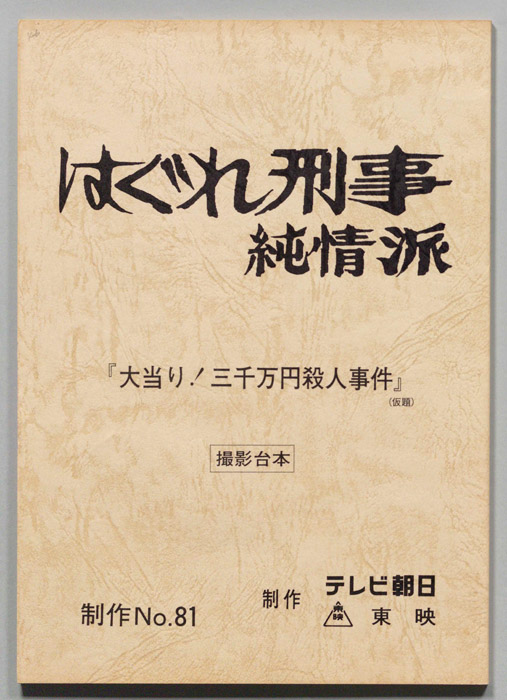 はぐれ刑事
純情派
『大当り！三千万円殺人事件』
(仮題)
撮影台本
制作No.81
制作
テレビ朝日
東映 東映